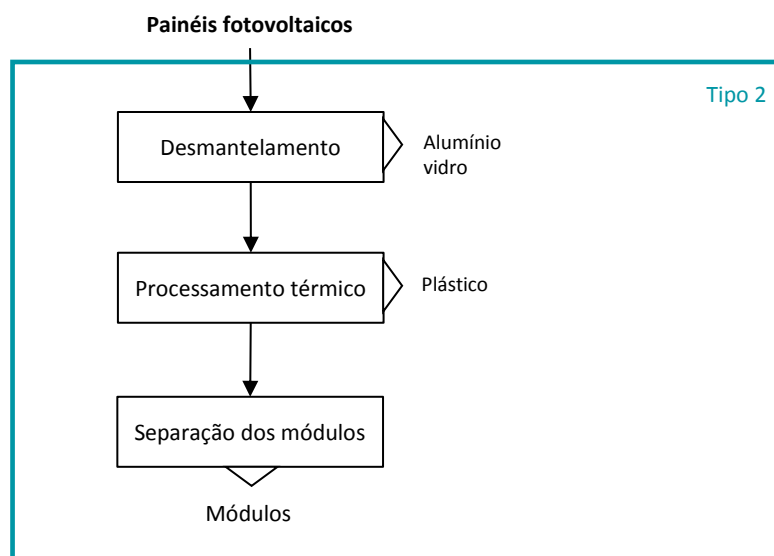 Painéis fotovoltaicos
Tipo 2
Desmantelamento
Alumínio
vidro
Processamento térmico
Plástico
Separação dos módulos
Módulos